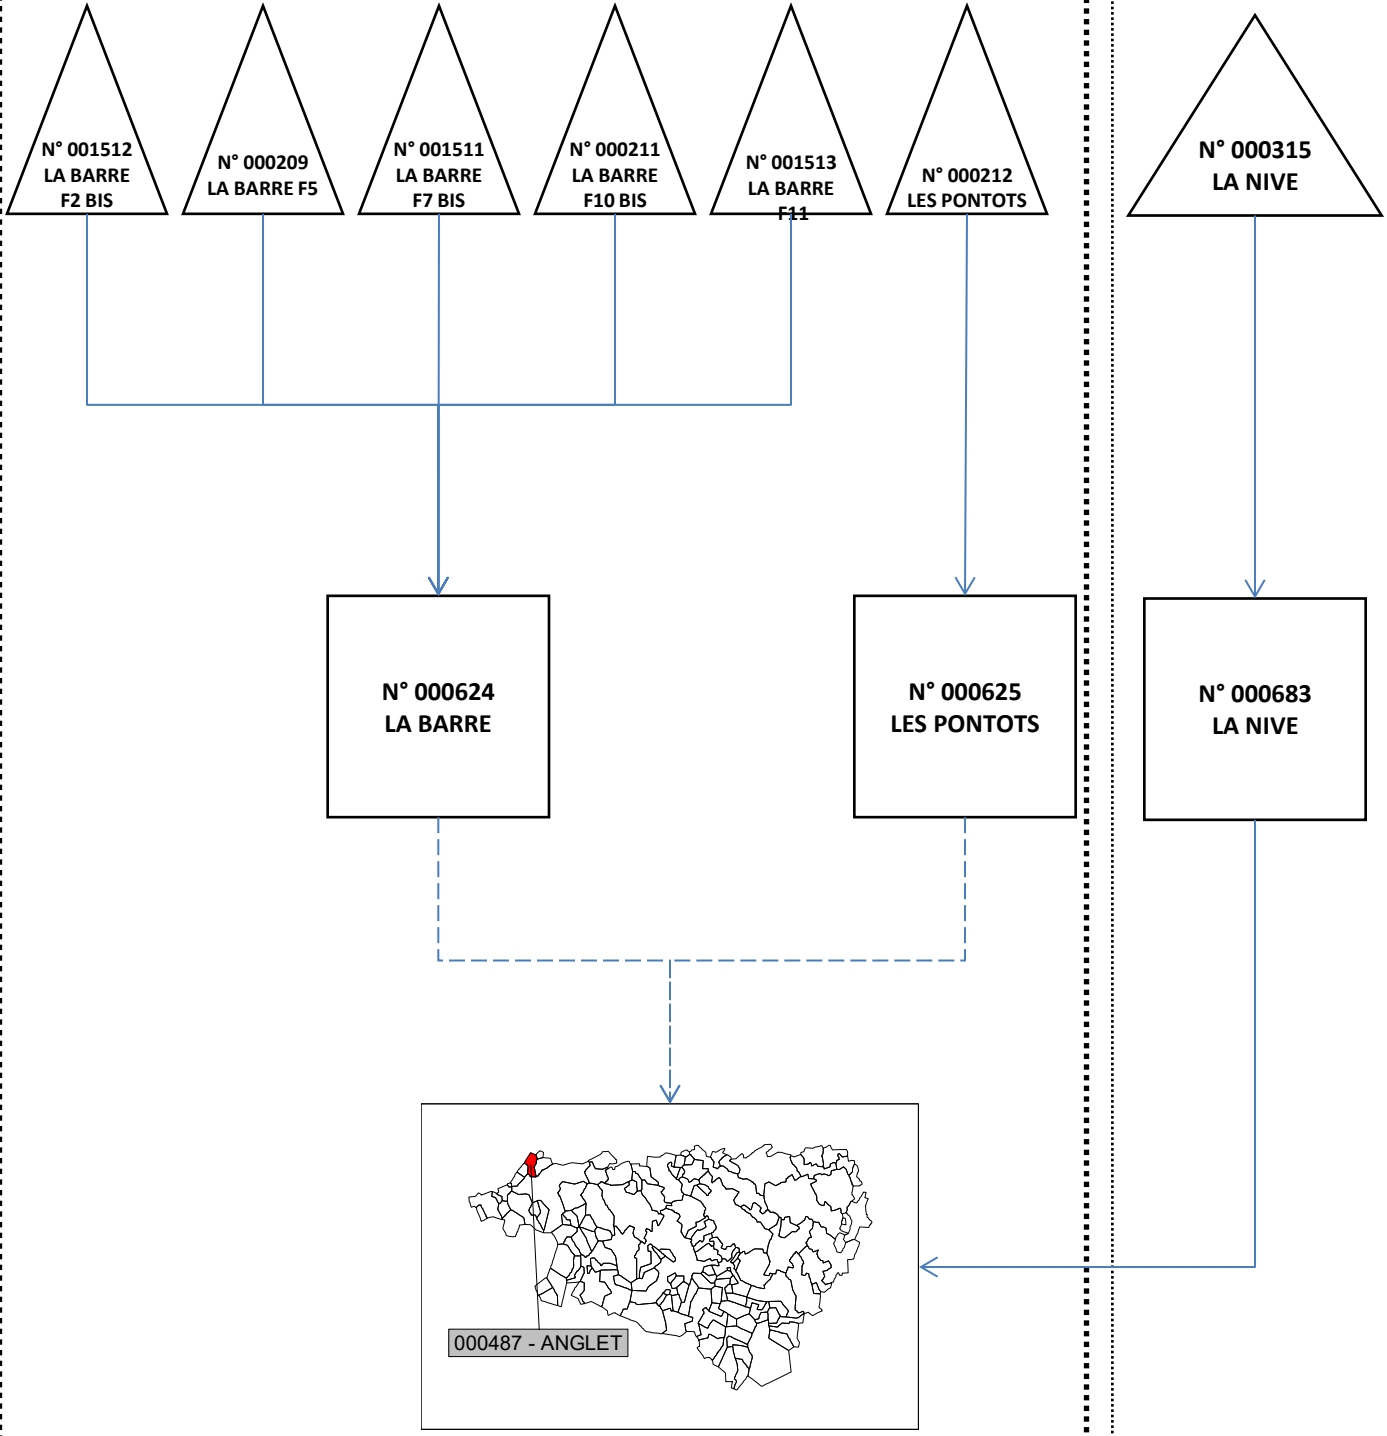 N° 001512
LA BARRE
F2 BIS
N° 000209
LA BARRE F5
N° 001511
LA BARRE
F7 BIS
N° 000211
LA BARRE
F10 BIS
N° 001513
LA BARRE
F11
N° 000212
LES PONTOTS
N° 000315
LA NIVE
N° 000624
LA BARRE
N° 000625
LES PONTOTS
N° 000683
LA NIVE
000487 - ANGLET